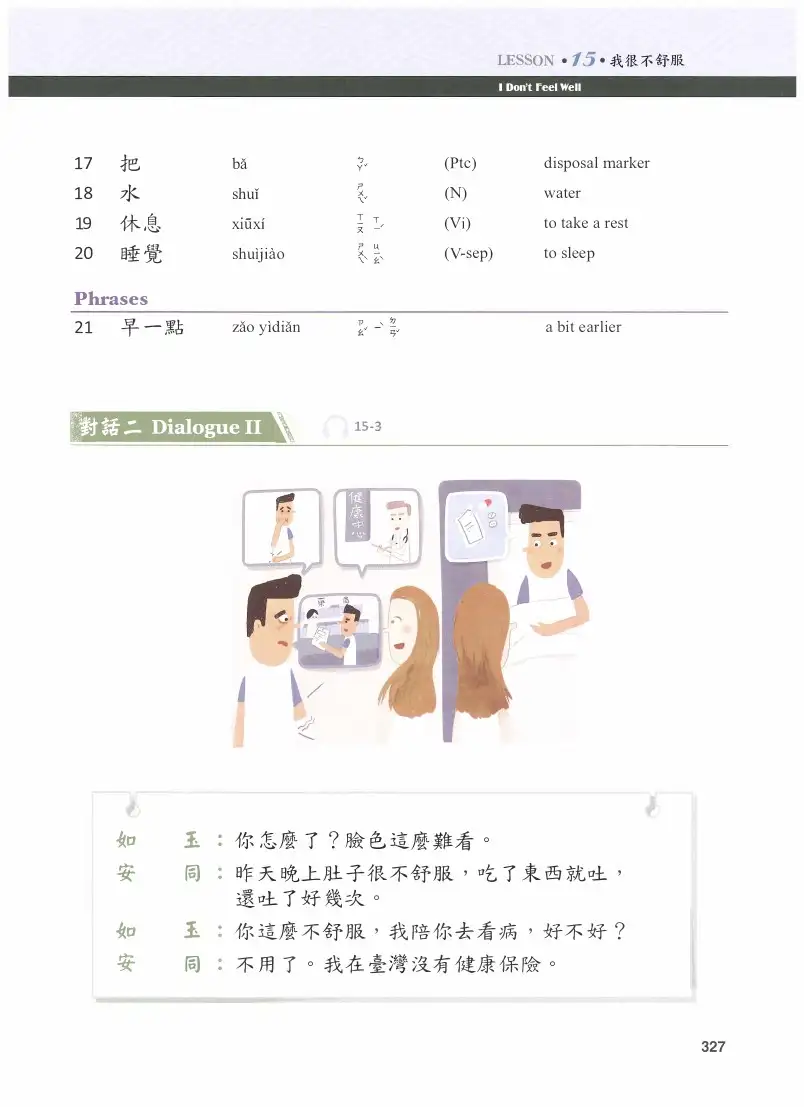 LESSON •15• 我很不舒服
I Don't Feel Well
17 把 bǎ ㄅㄚˇ (Ptc) disposal marker
18 水 shuǐ ㄕㄨㄟˇ (N) water
19 休息 xiūxí ㄒㄧㄡ ㄒㄧˊ (Vi) to take a rest
20 睡覺 shuìjiào ㄕㄨㄟˋ ㄐㄧㄠˋ (V-sep) to sleep
Phrases
21 早一點 zǎo yìdiǎn ㄗㄠˇ ㄧˋ ㄉㄧㄢˇ a bit earlier
對話二 Dialogue II 15-3
健康中心
藥局
如玉：你怎麼了？臉色這麼難看。
安同：昨天晚上肚子很不舒服，吃了東西就吐，
還吐了好幾次。
如玉：你這麼不舒服，我陪你去看病，好不好？
安同：不用了。我在臺灣沒有健康保險。
327